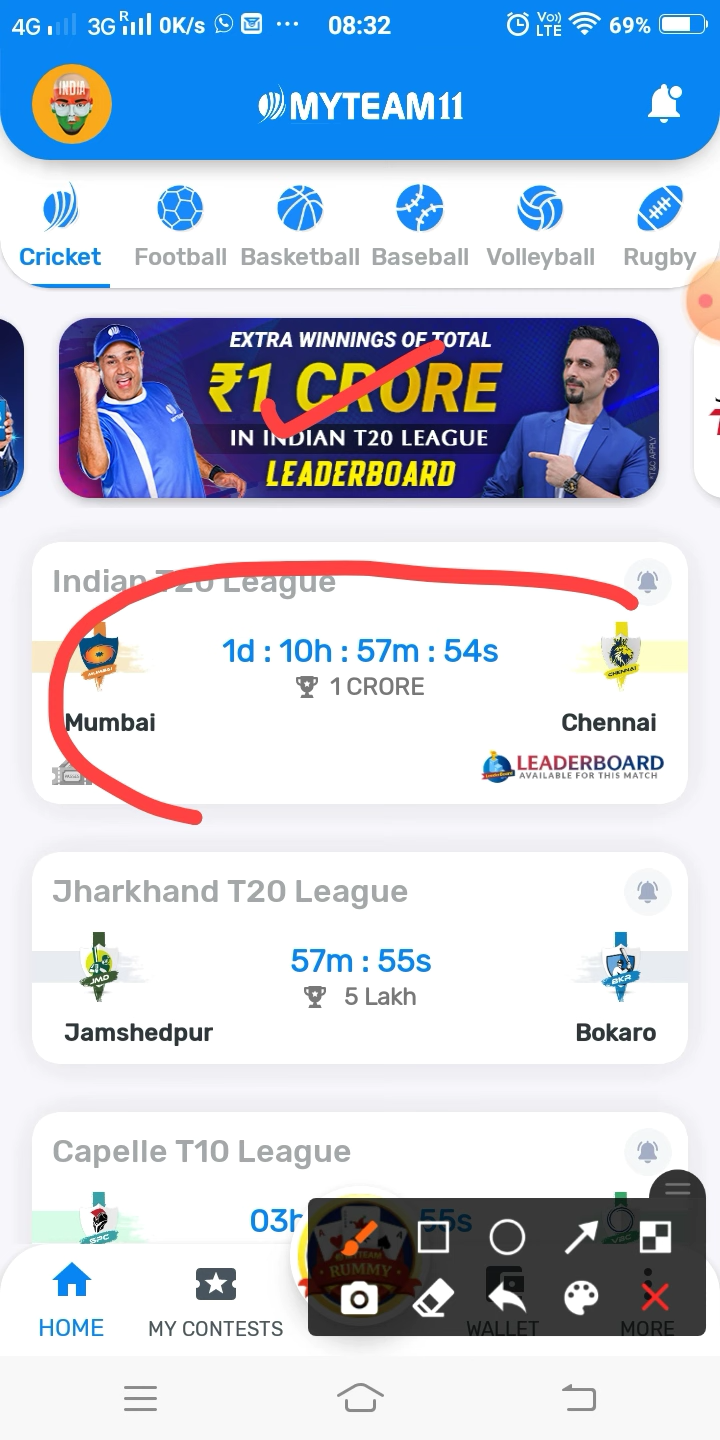 4G 3G R 0K/s ... 08:32 Vo)) LTE 69%
INDIA
MYTEAM11
Cricket Football Basketball Baseball Volleyball Rugby
EXTRA WINNINGS OF TOTAL
₹1 CRORE
IN INDIAN T20 LEAGUE
LEADERBOARD
*T&C APPLY
Indian T20 League
1d : 10h : 57m : 54s
MUMBAI
CHENNAI
1 CRORE
Mumbai
Chennai
LEADERBOARD
AVAILABLE FOR THIS MATCH
Jharkhand T20 League
57m : 55s
JMD
BKR
5 Lakh
Jamshedpur
Bokaro
Capelle T10 League
03h
55s
SPC
RUMMY
HOME
MY CONTESTS
WALLET
MORE